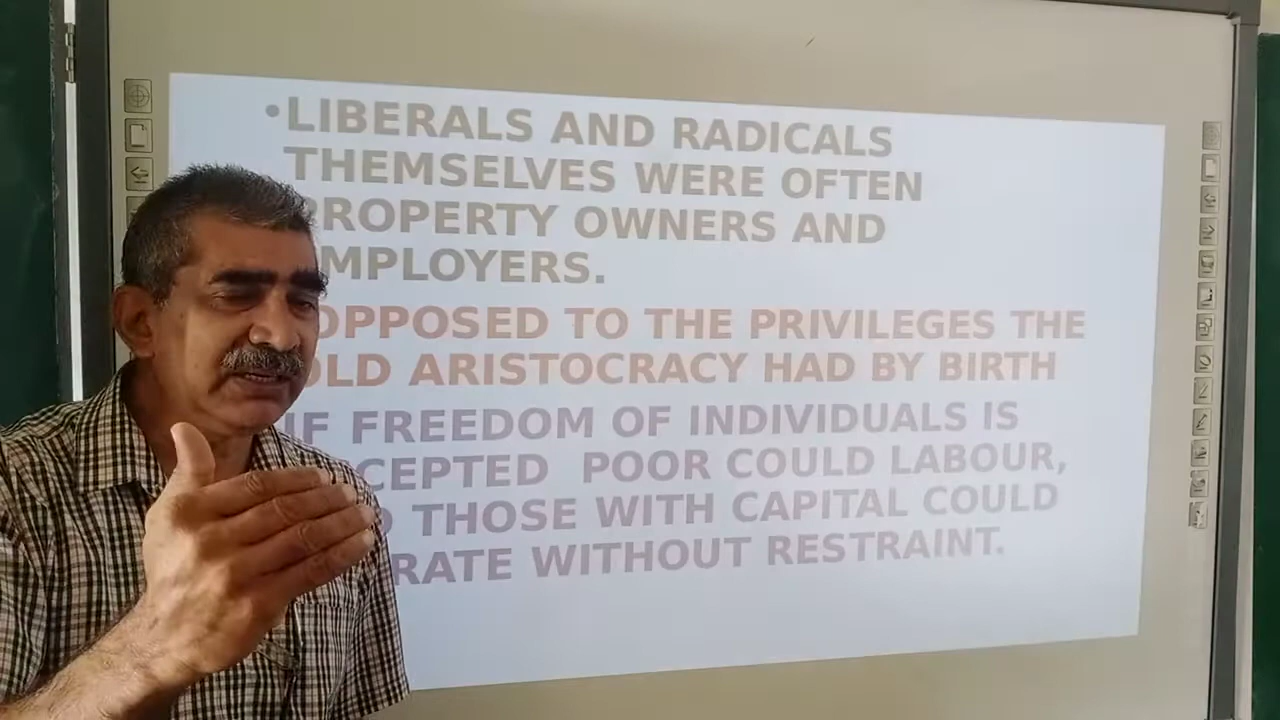 •LIBERALS AND RADICALS
THEMSELVES WERE OFTEN
PROPERTY OWNERS AND
EMPLOYERS.
OPPOSED TO THE PRIVILEGES THE
OLD ARISTOCRACY HAD BY BIRTH
IF FREEDOM OF INDIVIDUALS IS
CEPTED POOR COULD LABOUR,
THOSE WITH CAPITAL COULD
RATE WITHOUT RESTRAINT.